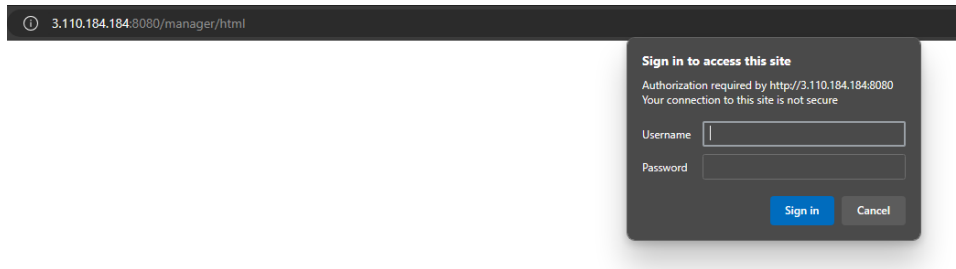 3.110.184.184:8080/manager/html
Sign in to access this site
Authorization required by http://3.110.184.184:8080
Your connection to this site is not secure
Username
Password
Sign in Cancel